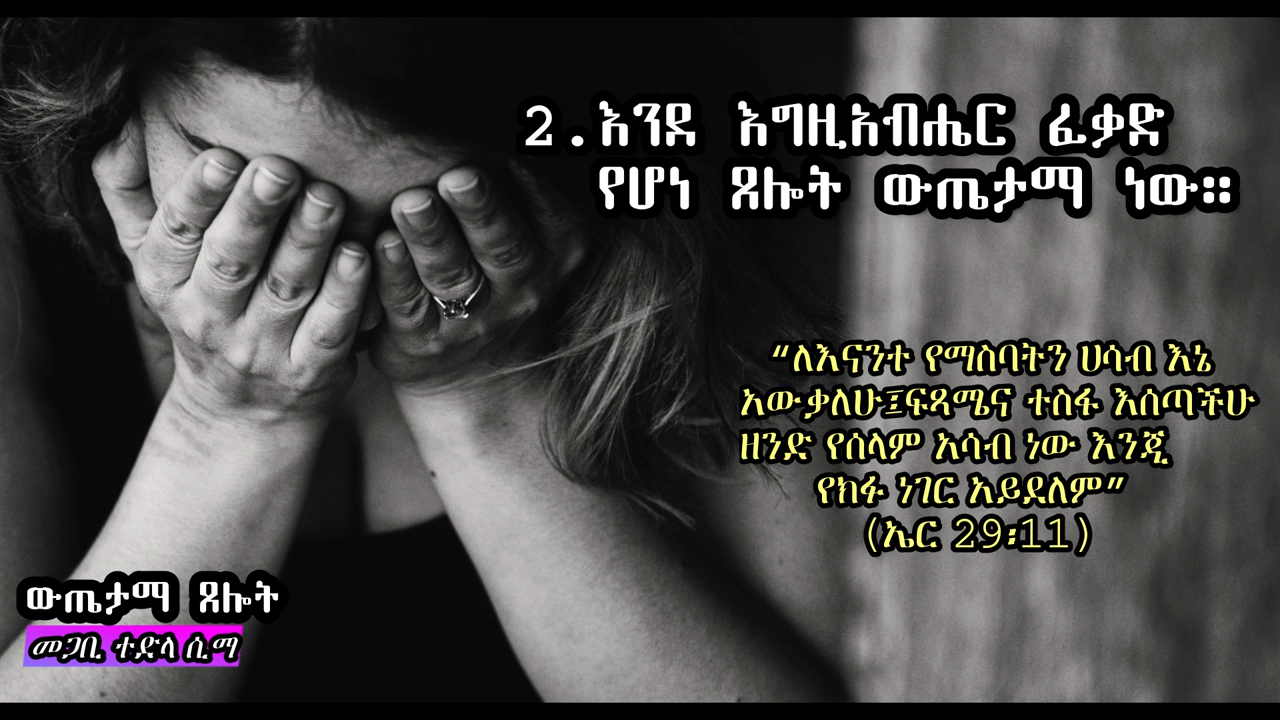 2.እንደ እግዚአብሔር ፈቃድ
የሆነ ጸሎት ውጤታማ ነው።
“ለእናንተ የማስባትን ሀሳብ እኔ
አውቃለሁ፤ፍጻሜና ተስፋ እሰጣችሁ
ዘንድ የሰላም አሳብ ነው እንጂ
የክፋ ነገር አይደለም”
(ኤር 29፡11)
ውጤታማ ጸሎት
መጋቢ ተድላ ሲማ